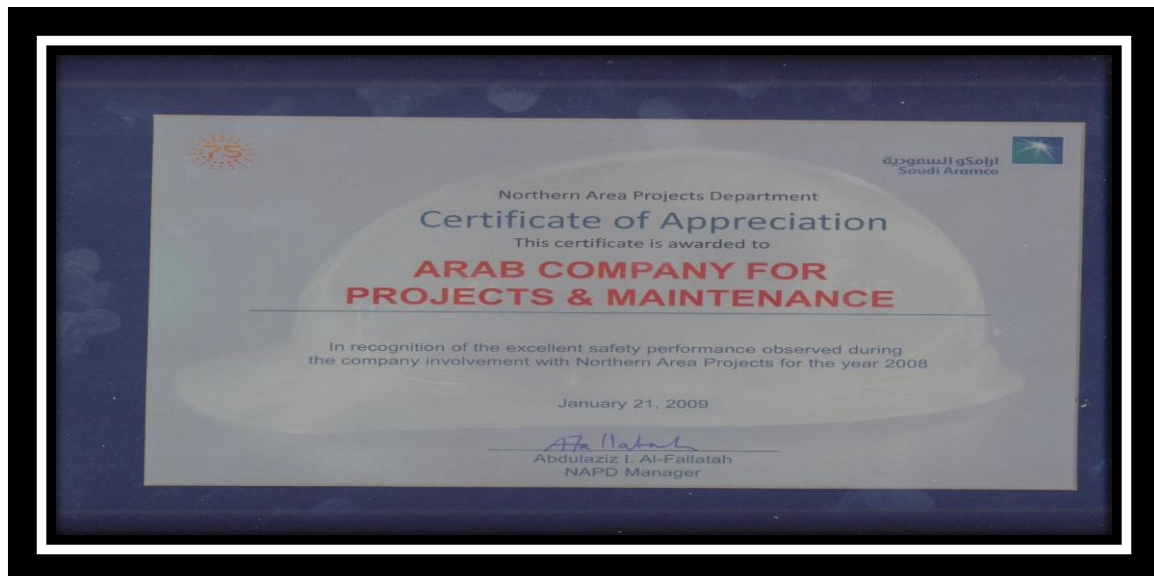 75
ارامكو السعودية
Saudi Aramco
Northern Area Projects Department
Certificate of Appreciation
This certificate is awarded to
ARAB COMPANY FOR
PROJECTS & MAINTENANCE
In recognition of the excellent safety performance observed during
the company involvement with Northern Area Projects for the year 2008
January 21, 2009
Abdulaziz I. Al-Fallatah
NAPD Manager